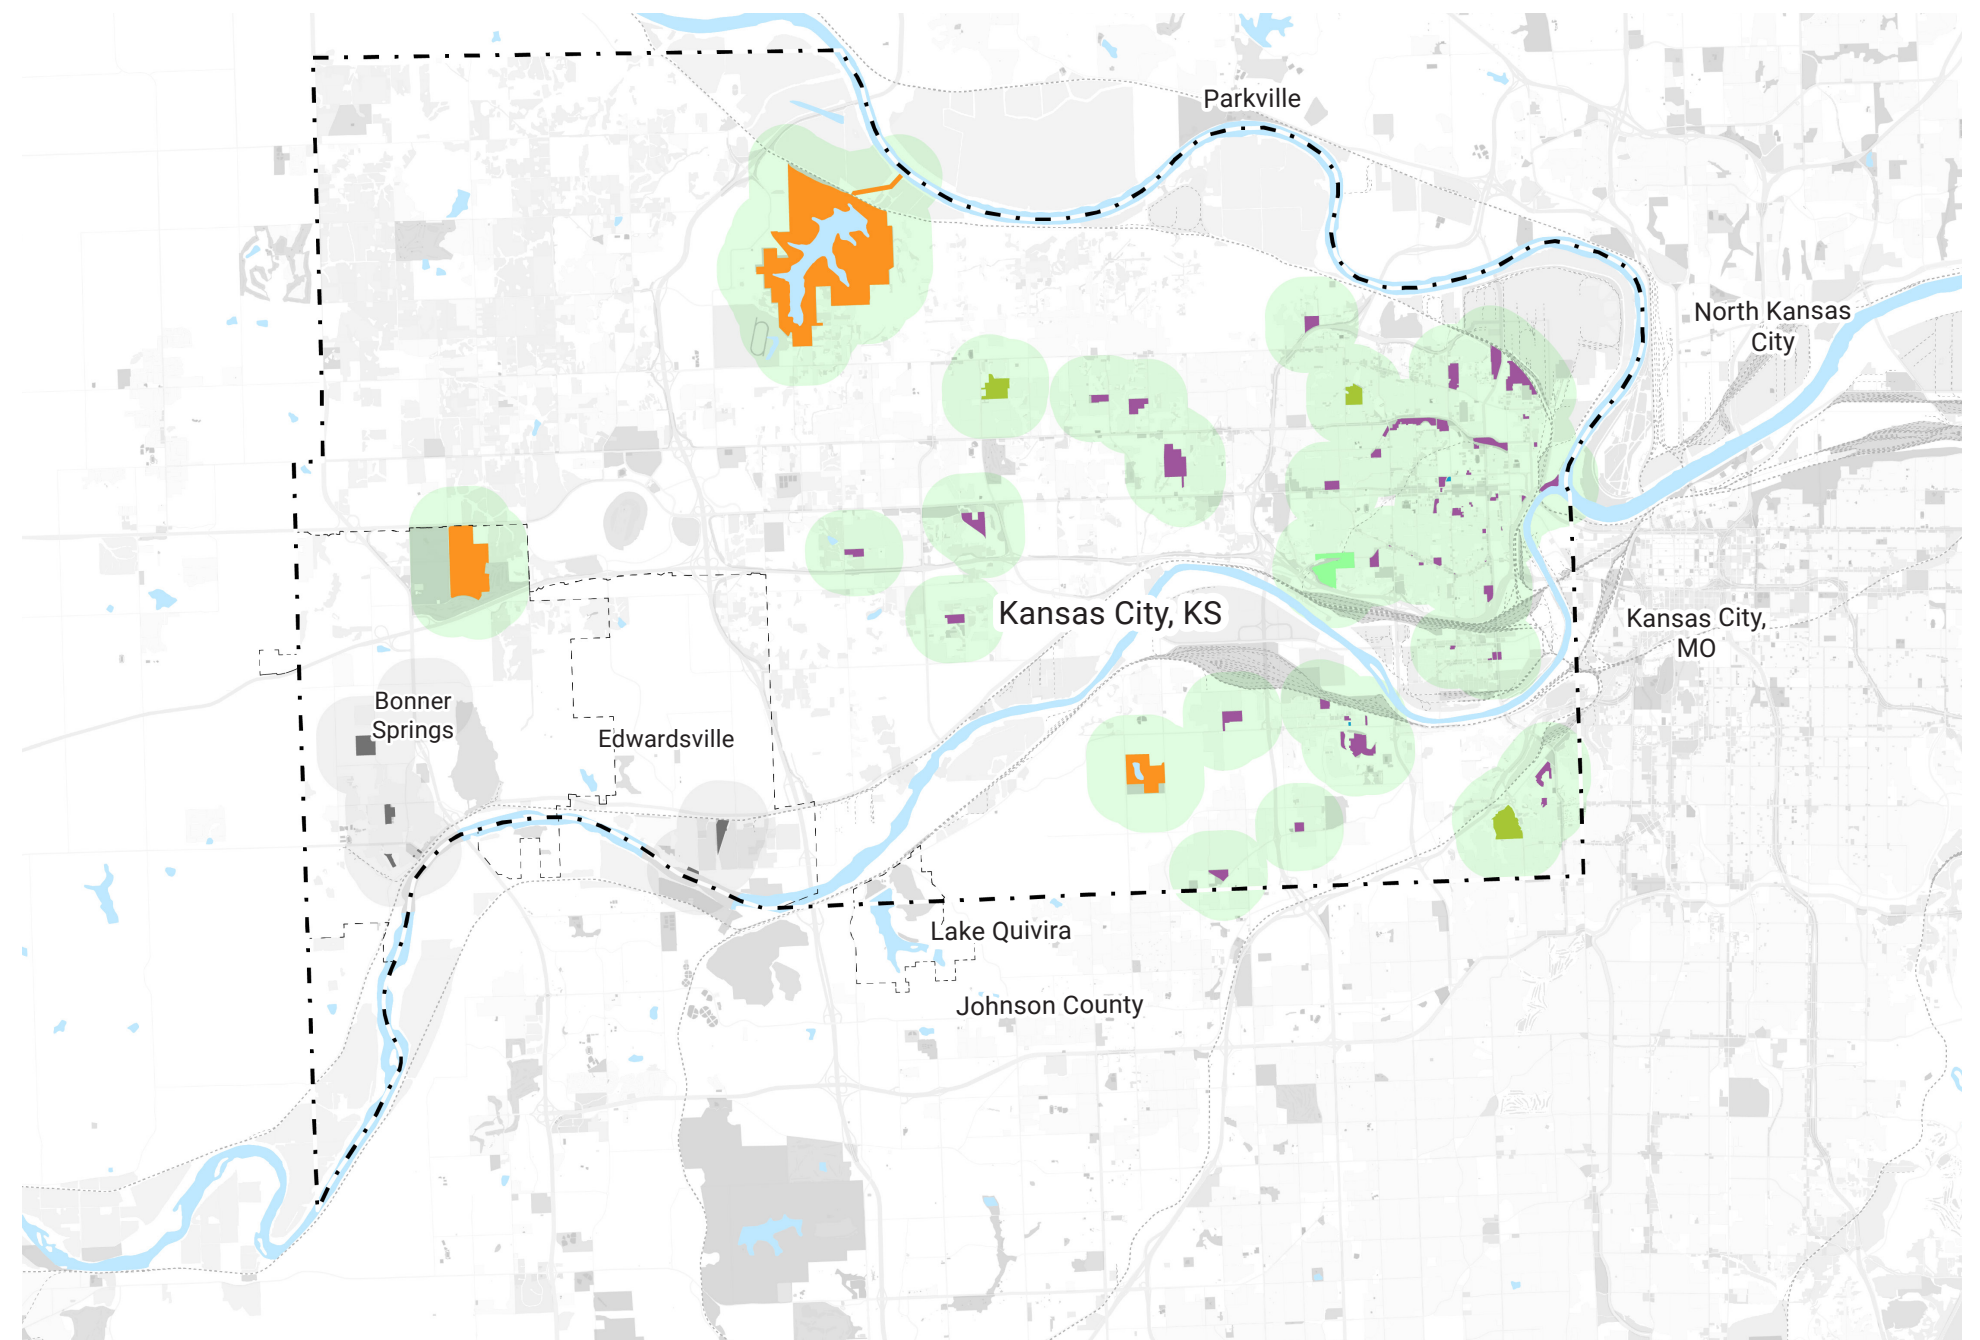 Parkville
North Kansas
City
Kansas City, KS
Kansas City,
MO
Bonner
Springs
Edwardsville
Lake Quivira
Johnson County